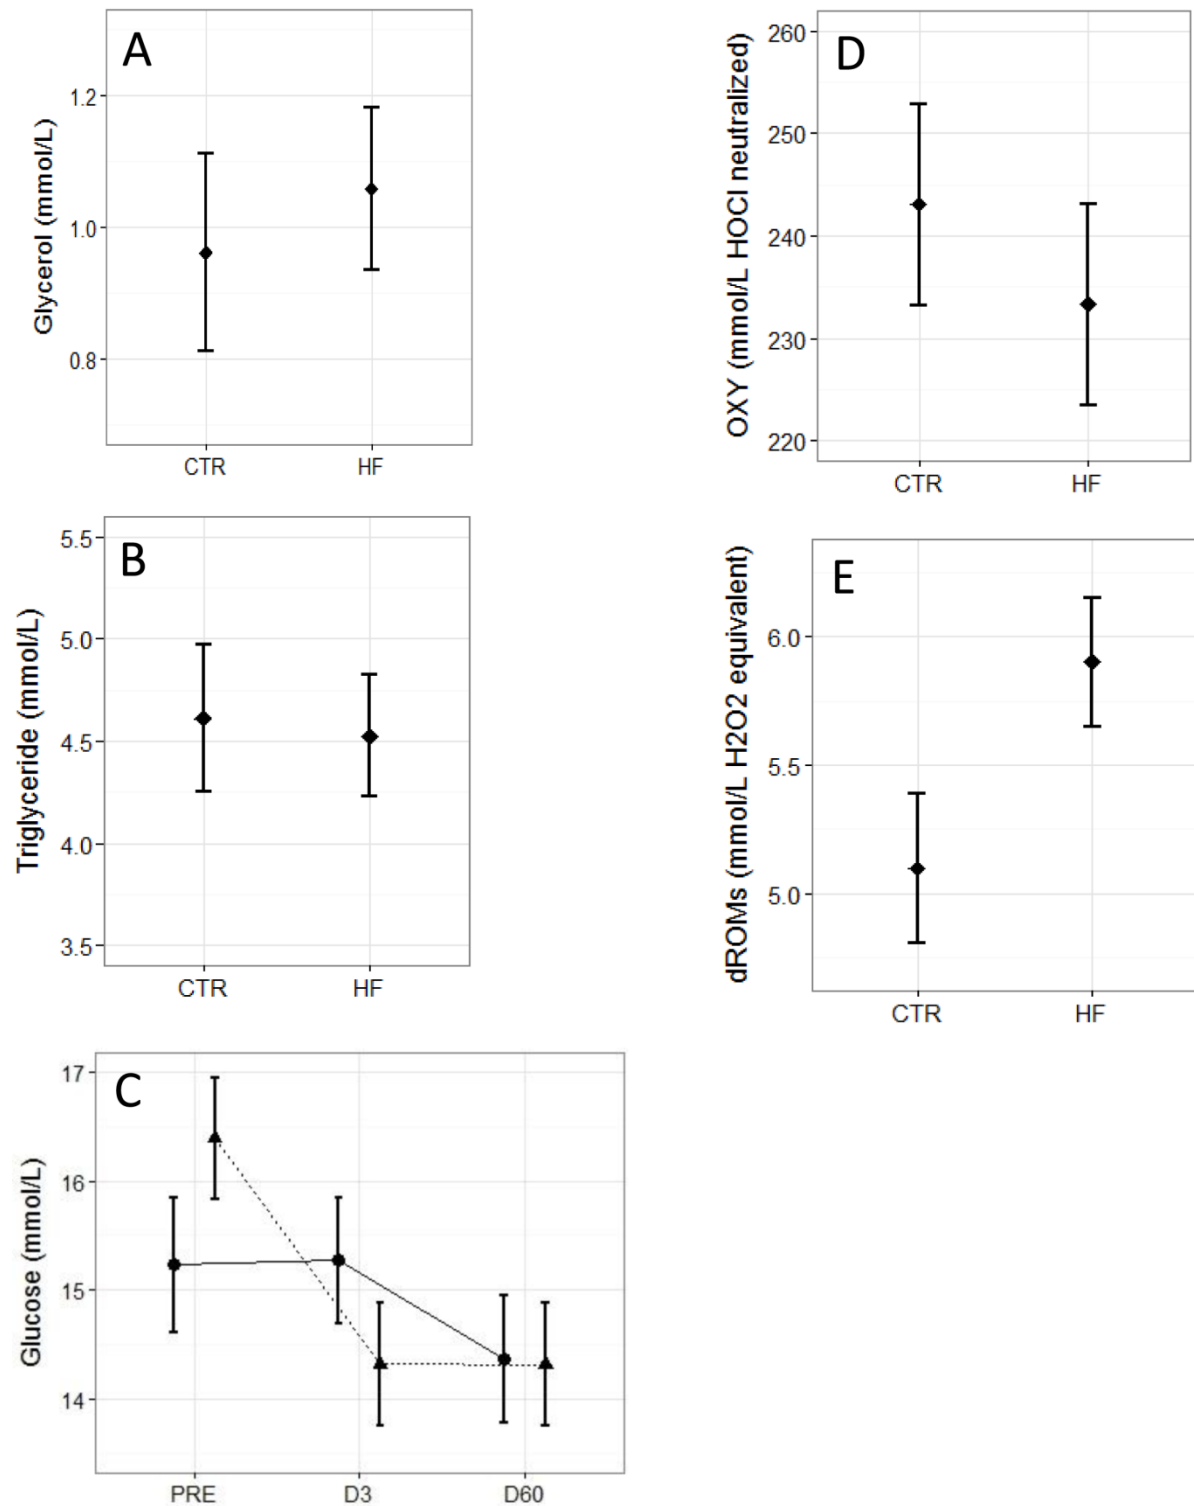 A
Glycerol (mmol/L)
1.2
1.0
0.8
CTR HF
B
Triglyceride (mmol/L)
5.5
5.0
4.5
4.0
3.5
CTR HF
C
Glucose (mmol/L)
17
16
15
14
PRE D3 D60
D
OXY (mmol/L HOCl neutralized)
260
250
240
230
220
CTR HF
E
dROMs (mmol/L H2O2 equivalent)
6.0
5.5
5.0
CTR HF